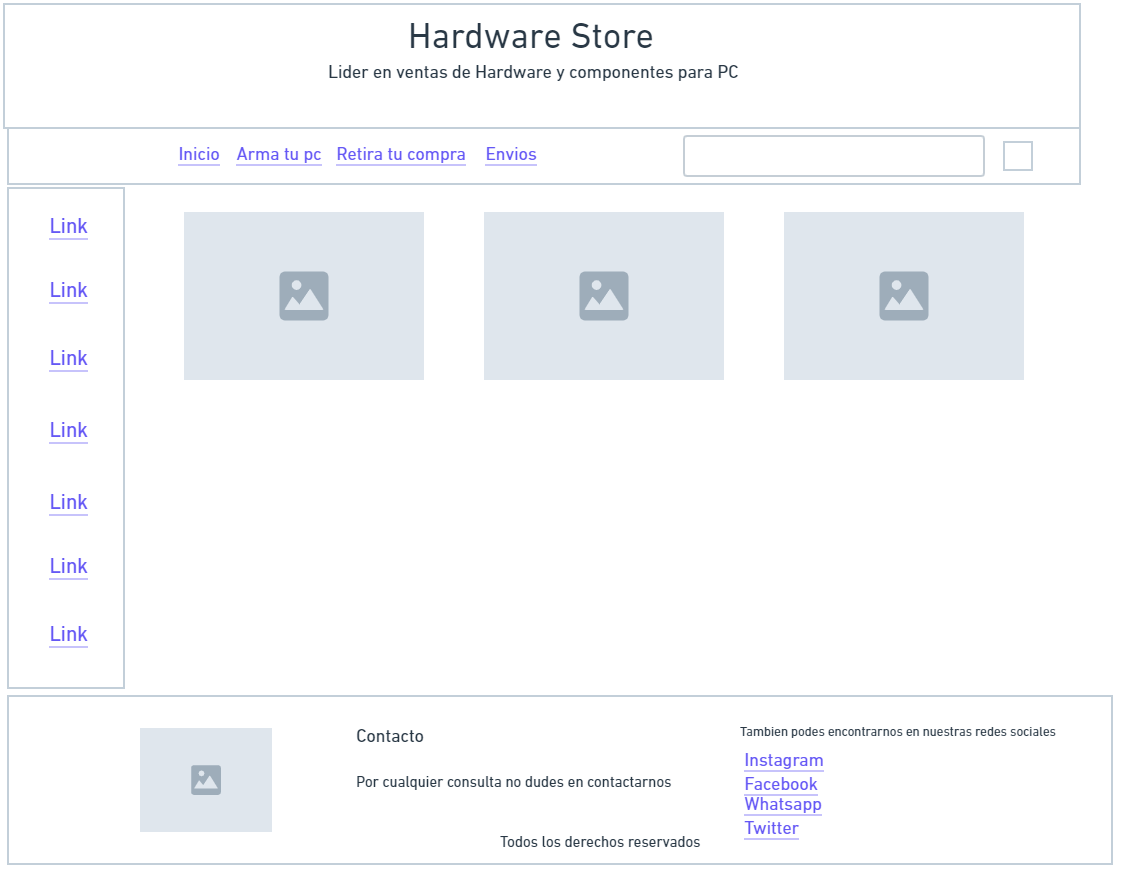 Hardware Store
Lider en ventas de Hardware y componentes para PC
Inicio Arma tu pc Retira tu compra Envios
Link
Link
Link
Link
Link
Link
Link
Contacto
Por cualquier consulta no dudes en contactarnos
Tambien podes encontrarnos en nuestras redes sociales
Instagram
Facebook
Whatsapp
Twitter
Todos los derechos reservados